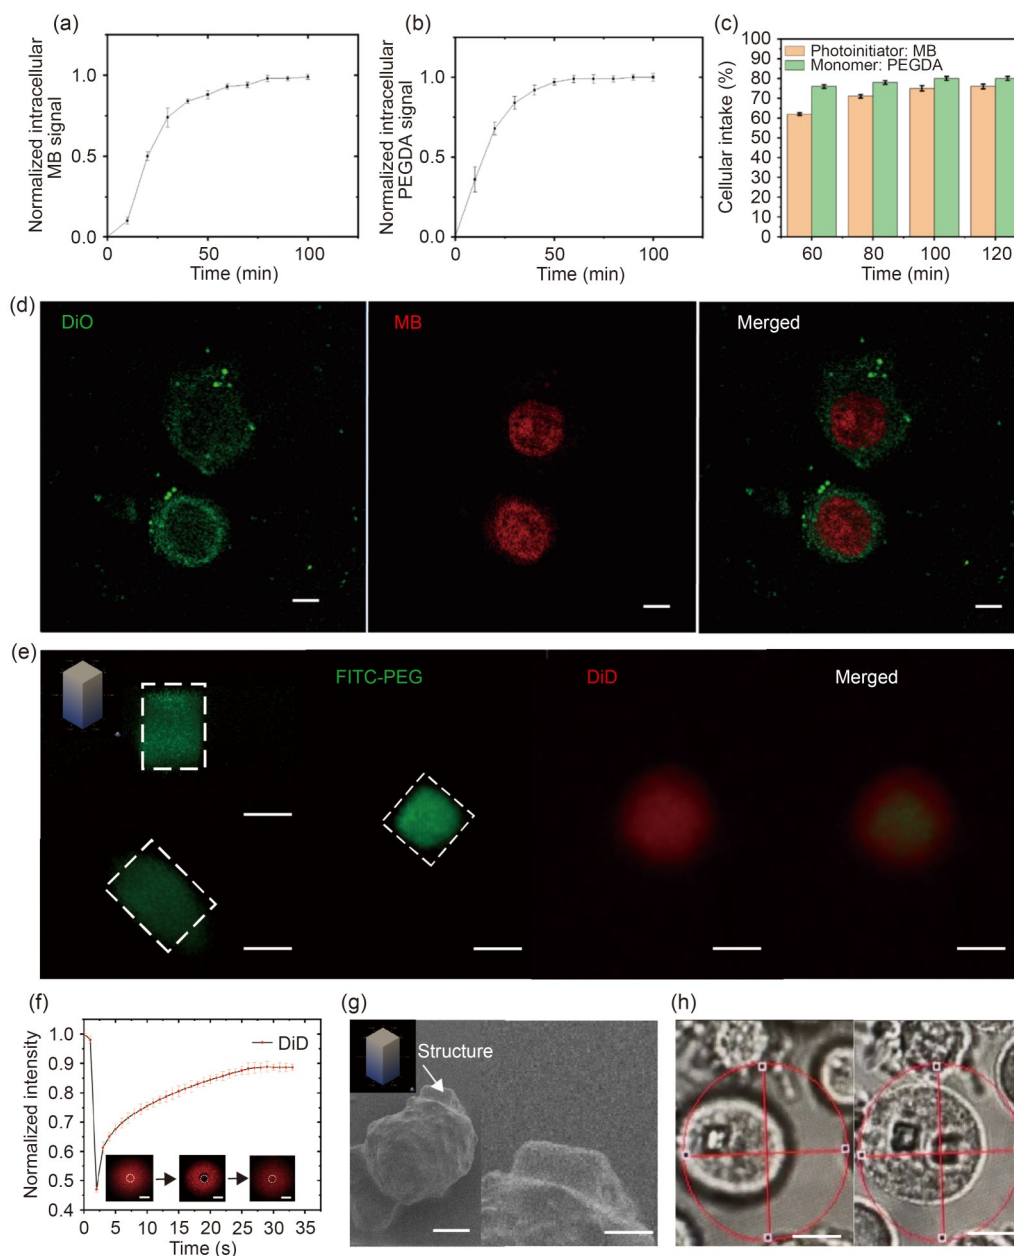 (a)
Normalized intracellular
MB signal
1.0
0.5
0.0
0
50
100
Time (min)
(b)
Normalized intracellular
PEGDA signal
1.0
0.5
0.0
0
50
100
Time (min)
(c)
Cellular intake (%)
100
90
80
70
60
50
40
30
20
10
0
Photoinitiator: MB
Monomer: PEGDA
60
80
100
120
Time (min)
(d)
DiO
MB
Merged
(e)
FITC-PEG
DiD
Merged
(f)
Normalized intensity
1.0
0.9
0.8
0.7
0.6
0.5
0.4
DiD
0
5
10
15
20
25
30
35
Time (s)
(g)
Structure
(h)